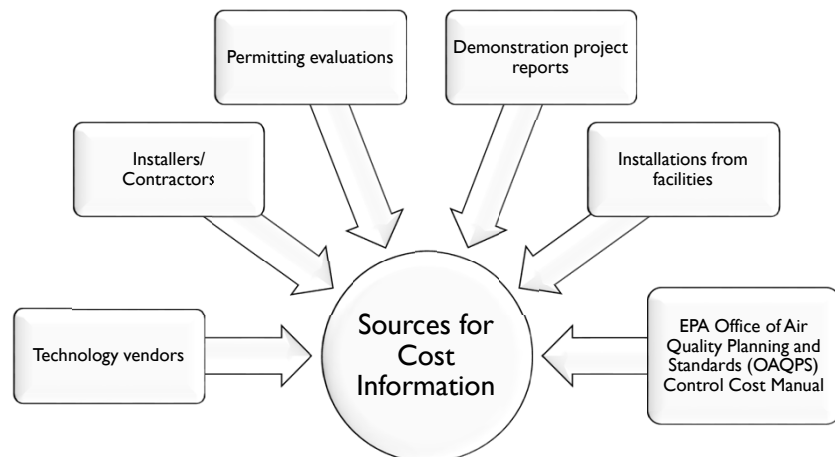 Permitting evaluations
Demonstration project
reports
Installers/
Contractors
Installations from
facilities
Technology vendors
Sources for
Cost
Information
EPA Office of Air
Quality Planning and
Standards (OAQPS)
Control Cost Manual